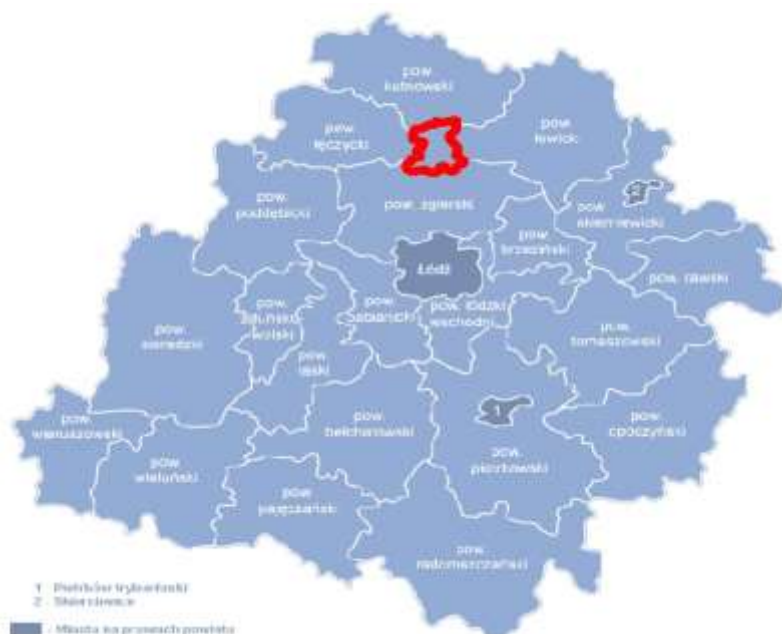 pow.
kutnowski
pow.
łęczycki
pow.
łowicki
pow.
poddębicki
pow. zgierski
pow.
skierniewicki
2
pow.
brzeziński
Łódź
pow. rawski
pow.
sieradzki
pow.
zduńsko-
wolski
pow.
pabianicki
pow. łódzki
wschodni
pow.
łaski
pow.
tomaszowski
pow.
wieruszowski
pow.
wieluński
pow.
bełchatowski
1
pow.
piotrkowski
pow.
opoczyński
pow.
pajęczański
pow.
radomszczański
1 - Piotrków Trybunalski
2 - Skierniewice
- Miasta na prawach powiatu